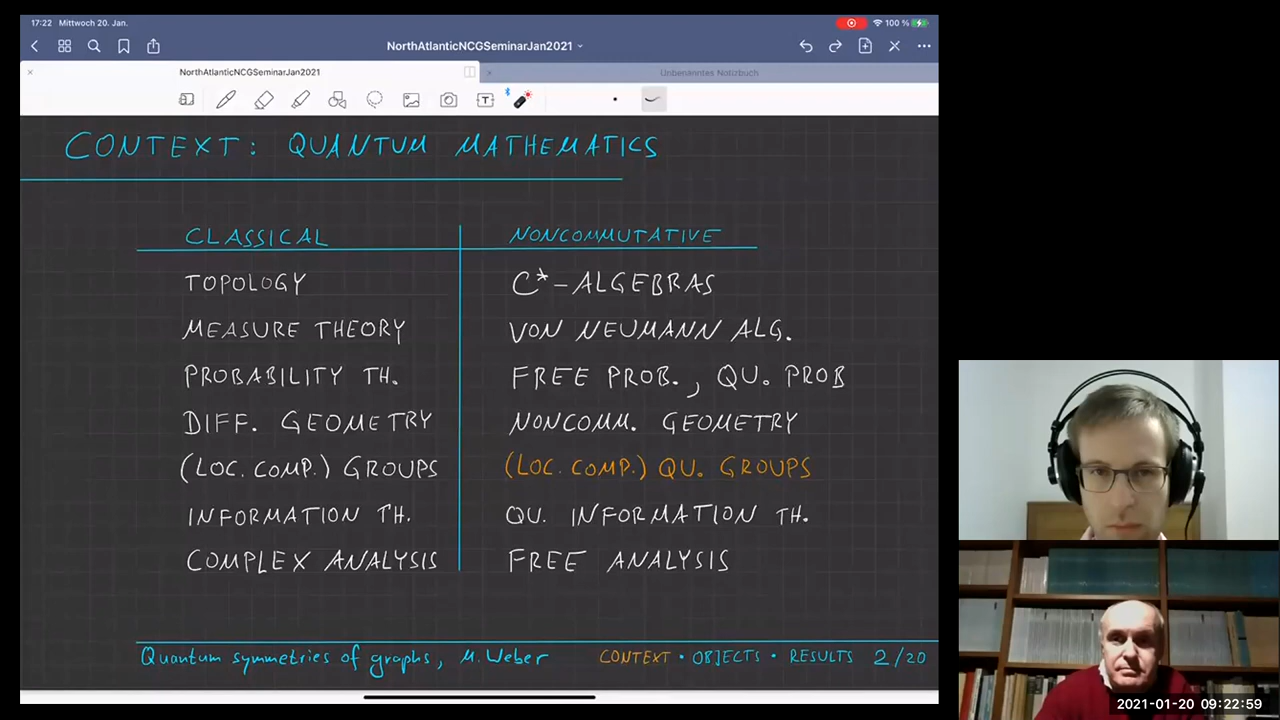 17:22 Mittwoch 20. Jan.
100 %
NorthAtlanticNCGSeminarJan2021
NorthAtlanticNCGSeminarJan2021
Unbenanntes Notizbuch
CONTEXT: QUANTUM MATHEMATICS
CLASSICAL NONCOMMUTATIVE
TOPOLOGY C*-ALGEBRAS
MEASURE THEORY VON NEUMANN ALG.
PROBABILITY TH. FREE PROB., QU. PROB
DIFF. GEOMETRY NONCOMM. GEOMETRY
(LOC. COMP.) GROUPS (LOC. COMP.) QU. GROUPS
INFORMATION TH. QU. INFORMATION TH.
COMPLEX ANALYSIS FREE ANALYSIS
Quantum symmetries of graphs, M. Weber CONTEXT • OBJECTS • RESULTS 2/20
2021-01-20 09:22:59